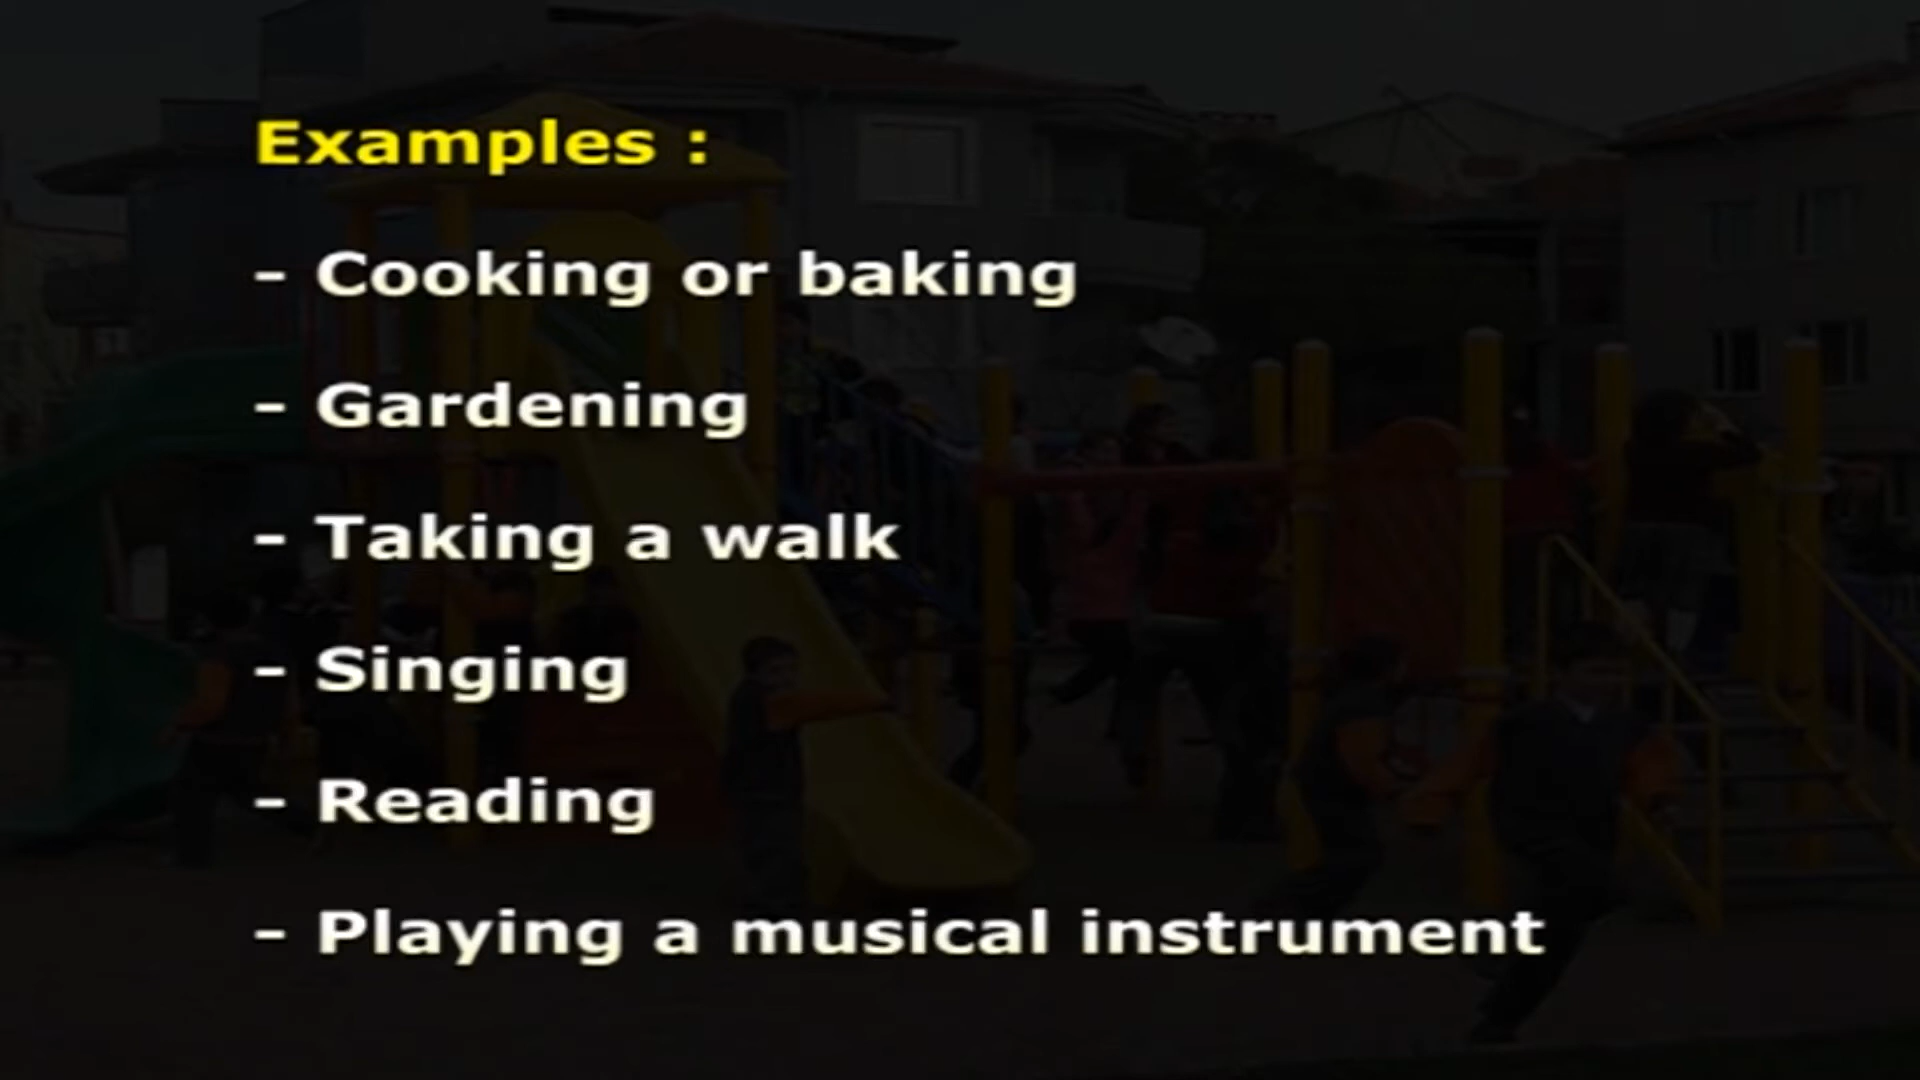 Examples :
- Cooking or baking
- Gardening
- Taking a walk
- Singing
- Reading
- Playing a musical instrument